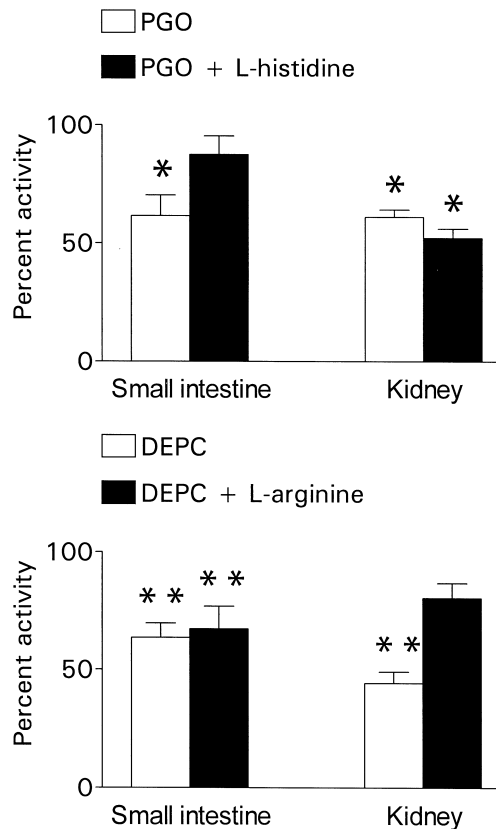 PGO
PGO + L-histidine
100
*
*
*
50
0
Percent activity
Small intestine Kidney
DEPC
DEPC + L-arginine
100
* *
* *
* *
50
0
Percent activity
Small intestine Kidney